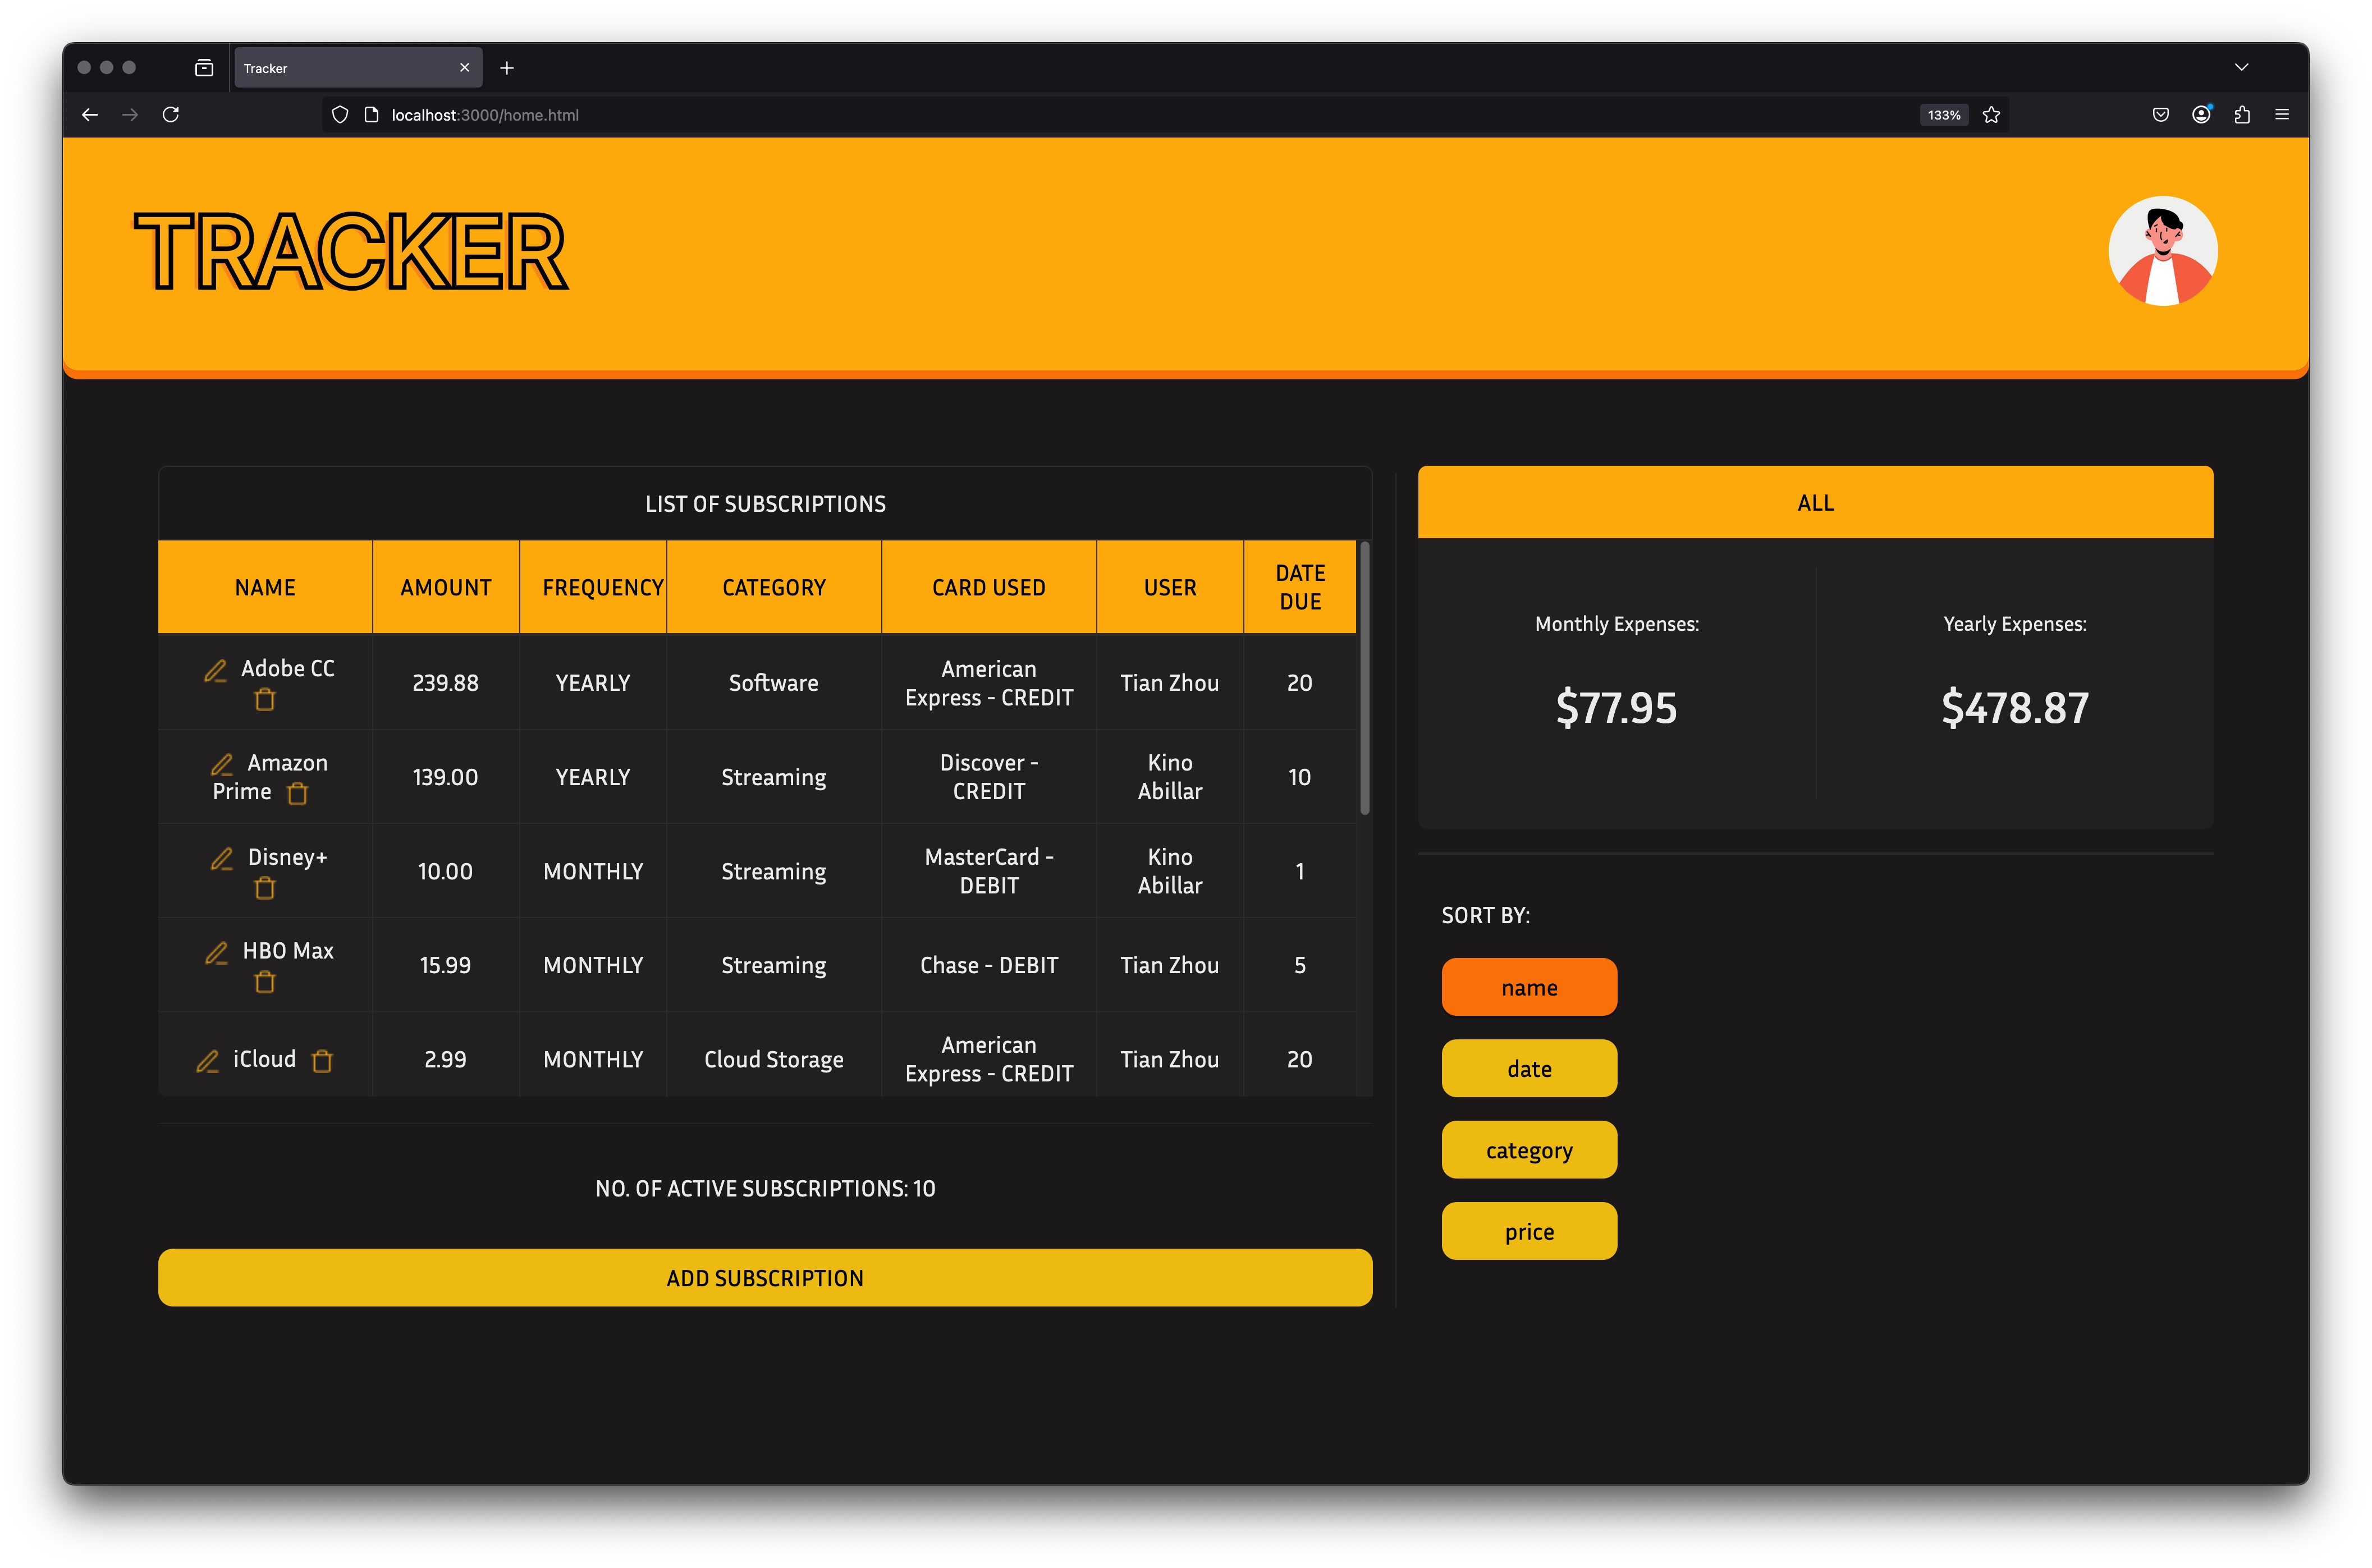 Tracker
localhost:3000/home.html
133%
TRACKER
LIST OF SUBSCRIPTIONS
NAME AMOUNT FREQUENCY CATEGORY CARD USED USER DATE DUE
Adobe CC 239.88 YEARLY Software American Express - CREDIT Tian Zhou 20
Amazon Prime 139.00 YEARLY Streaming Discover - CREDIT Kino Abillar 10
Disney+ 10.00 MONTHLY Streaming MasterCard - DEBIT Kino Abillar 1
HBO Max 15.99 MONTHLY Streaming Chase - DEBIT Tian Zhou 5
iCloud 2.99 MONTHLY Cloud Storage American Express - CREDIT Tian Zhou 20
NO. OF ACTIVE SUBSCRIPTIONS: 10
ADD SUBSCRIPTION
ALL
Monthly Expenses:
$77.95
Yearly Expenses:
$478.87
SORT BY:
name
date
category
price